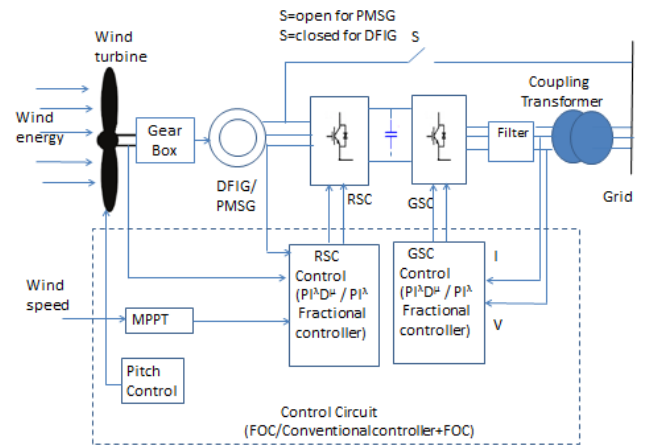 S=open for PMSG
S=closed for DFIG
S
Wind
turbine
Coupling
Transformer
Wind
energy
Gear
Box
Filter
DFIG/
PMSG
RSC
GSC
Grid
RSC
Control
(PI^λD^μ / PI^λ
Fractional
controller)
GSC
Control
(PI^λD^μ / PI^λ
Fractional
controller)
I
V
Wind
speed
MPPT
Pitch
Control
Control Circuit
(FOC/Conventionalcontroller+FOC)